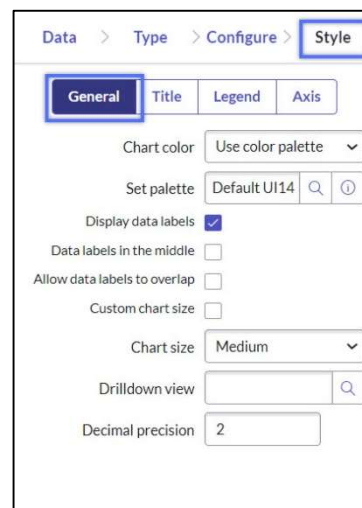 Data > Type > Configure > Style
General Title Legend Axis
Chart color Use color palette
Set palette Default UI14
Display data labels
Data labels in the middle
Allow data labels to overlap
Custom chart size
Chart size Medium
Drilldown view
Decimal precision 2